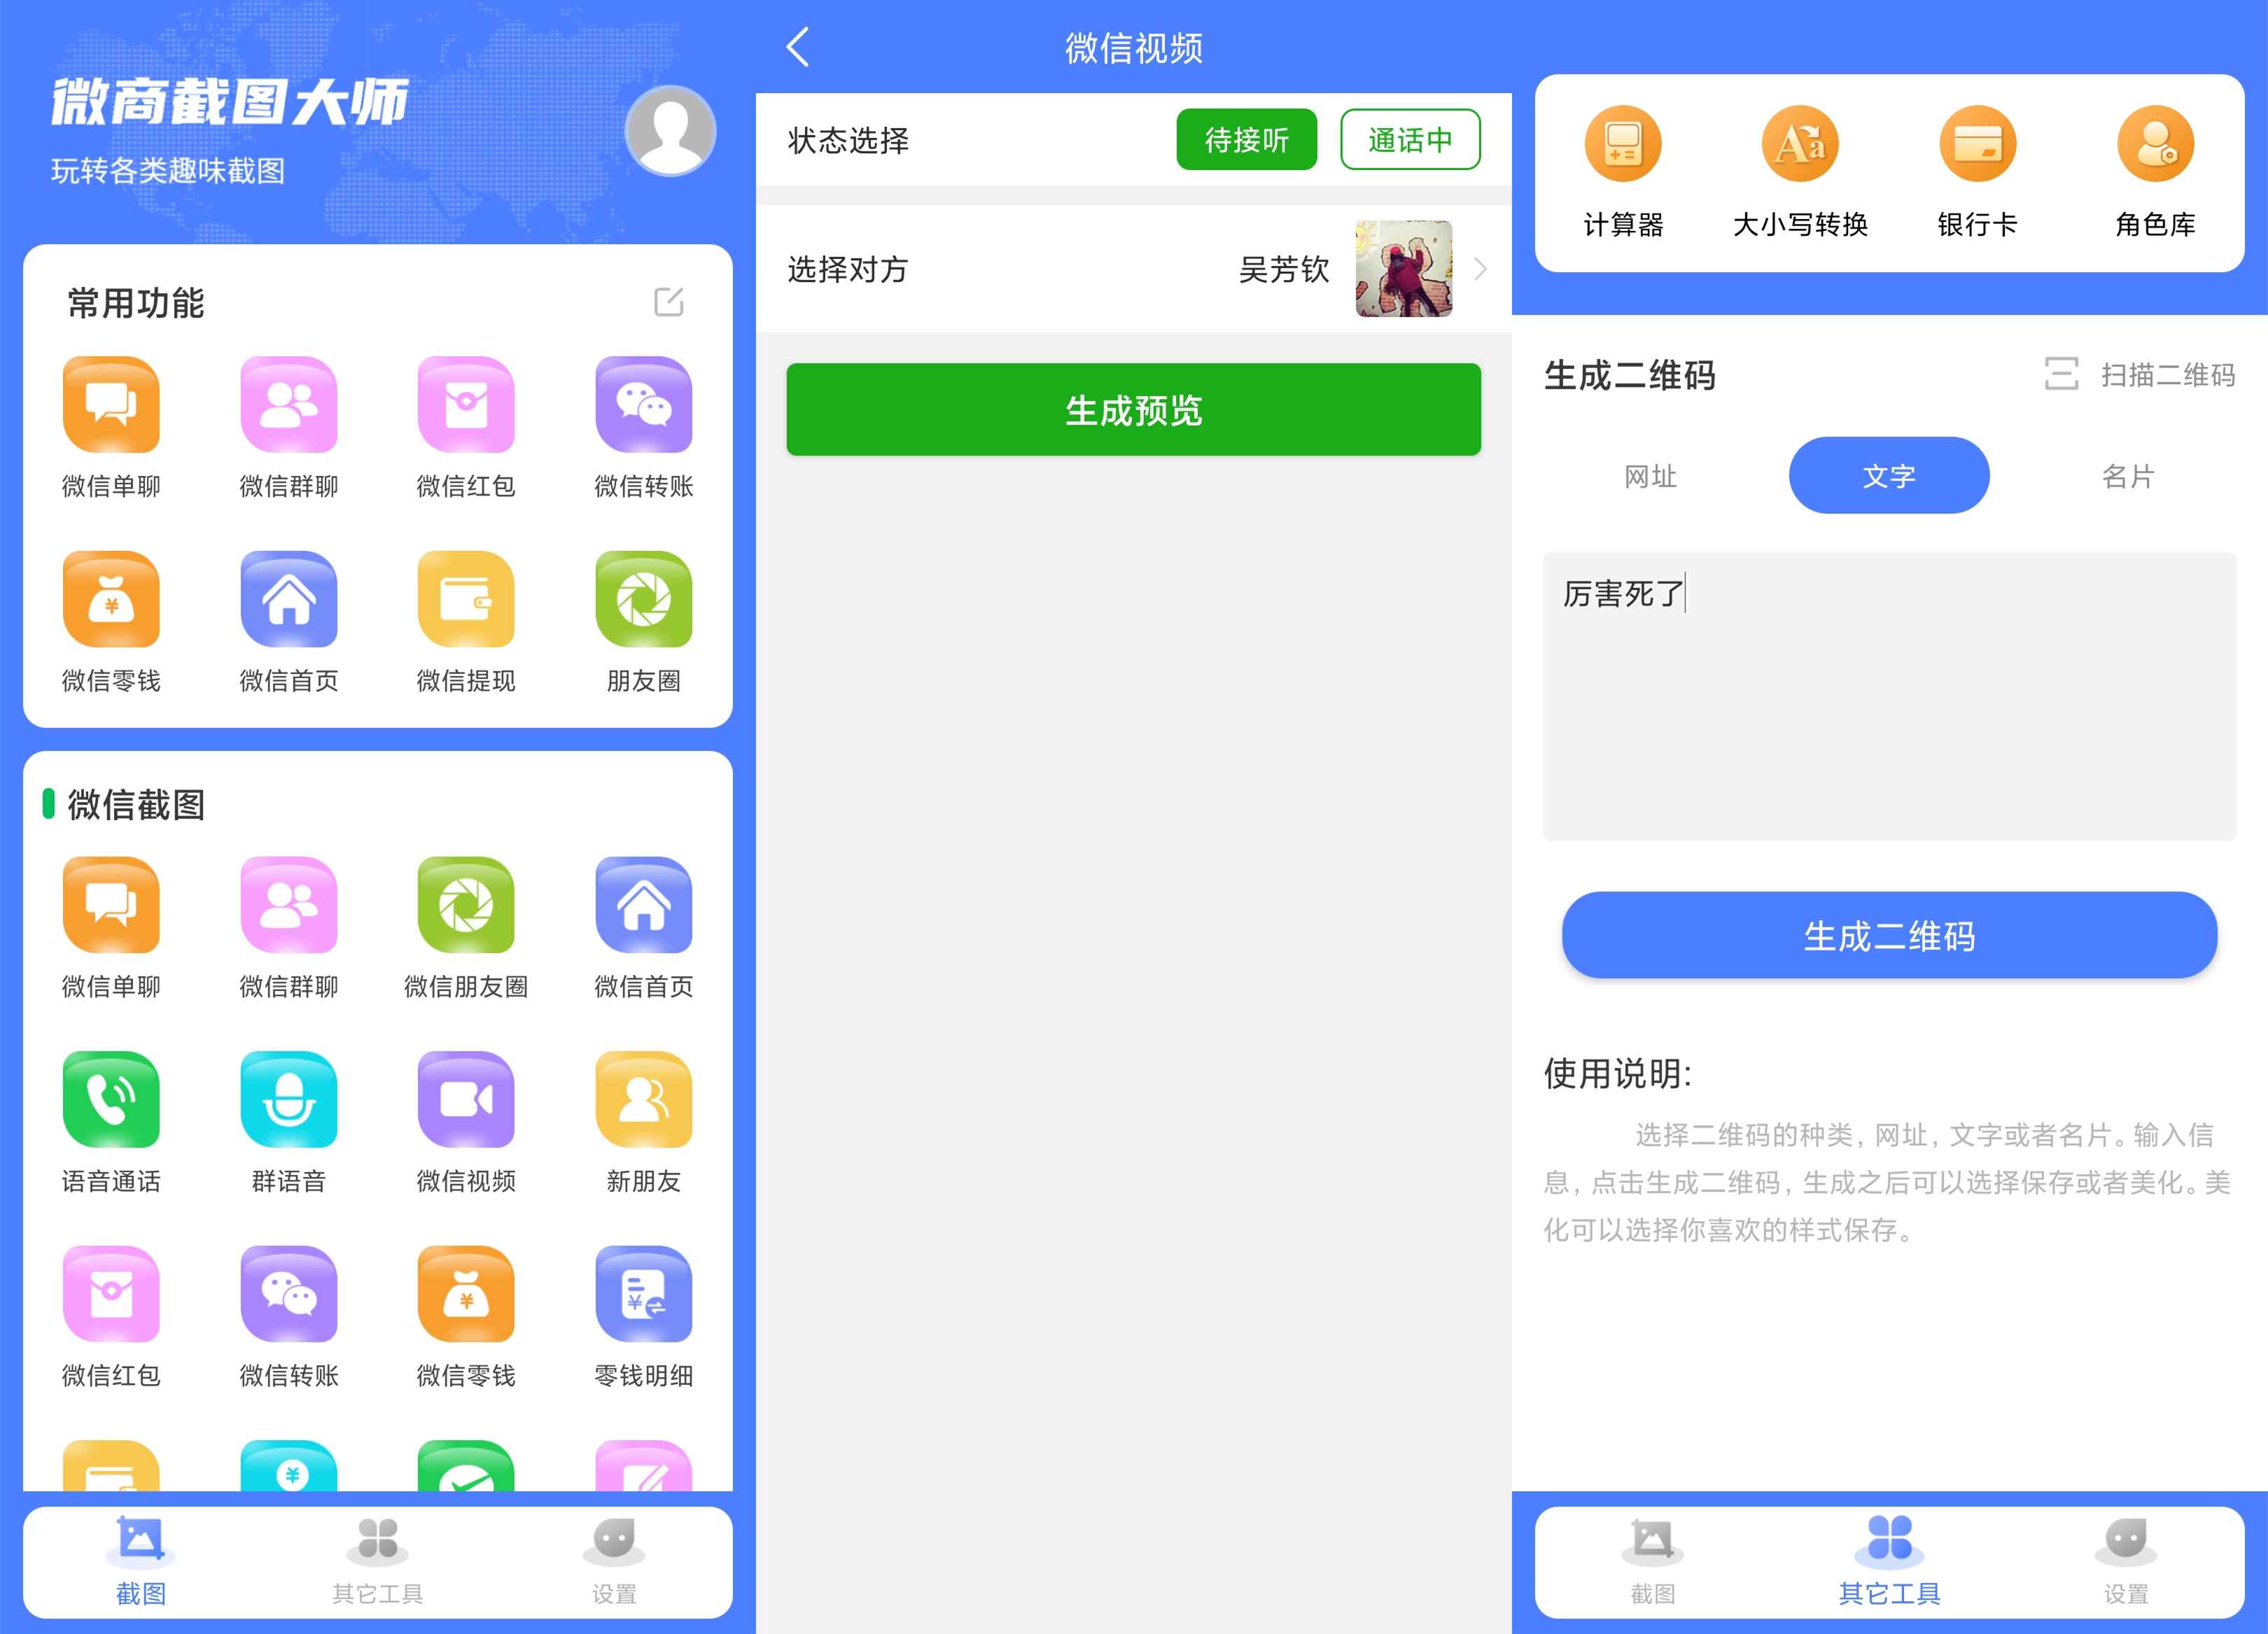 微商截图大师
玩转各类趣味截图
常用功能
微信单聊 微信群聊 微信红包 微信转账
微信零钱 微信首页 微信提现 朋友圈
微信截图
微信单聊 微信群聊 微信朋友圈 微信首页
语音通话 群语音 微信视频 新朋友
微信红包 微信转账 微信零钱 零钱明细
截图 其它工具 设置
微信视频
状态选择 待接听 通话中
选择对方 吴芳钦
生成预览
计算器 大小写转换 银行卡 角色库
生成二维码 扫描二维码
网址 文字 名片
厉害死了
生成二维码
使用说明:
选择二维码的种类, 网址, 文字或者名片。输入信
息, 点击生成二维码, 生成之后可以选择保存或者美化。美
化可以选择你喜欢的样式保存。
截图 其它工具 设置